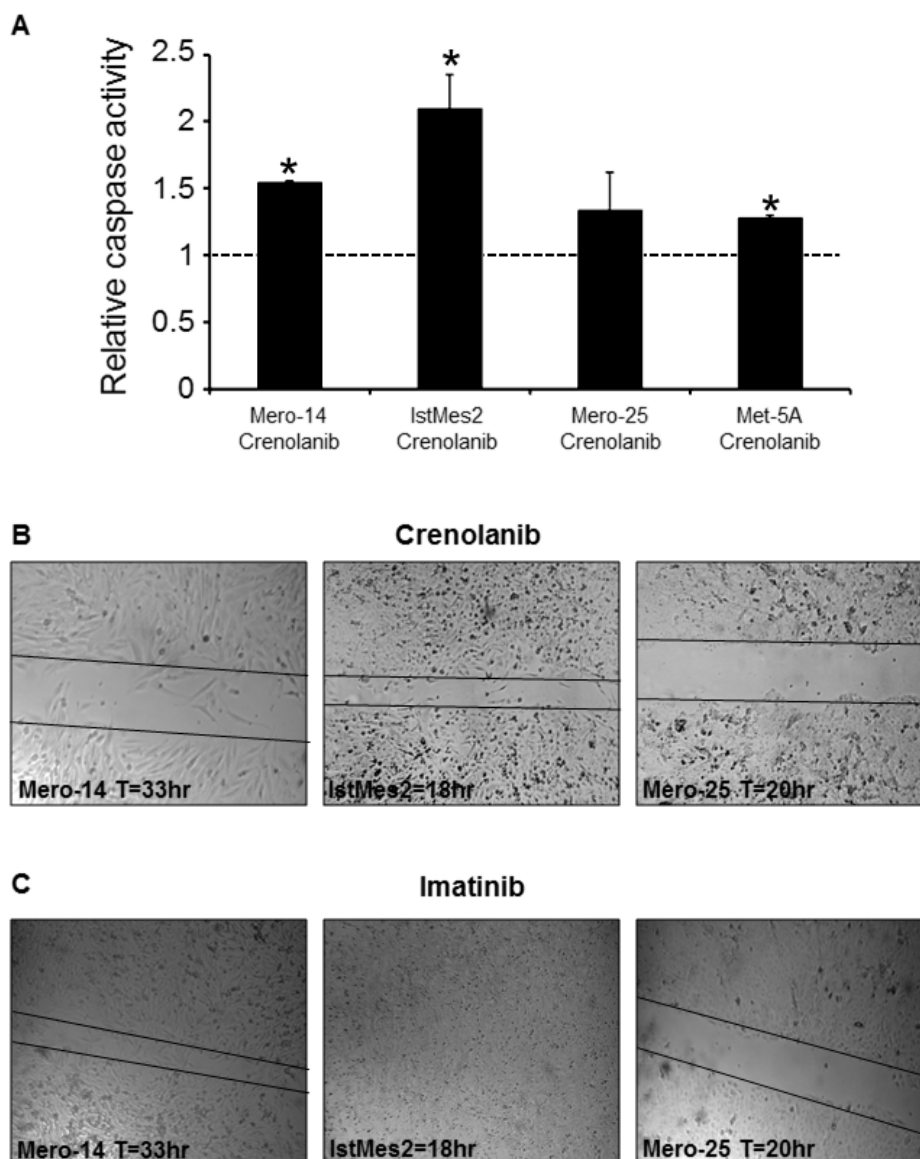 A
Relative caspase activity
2.5
2
1.5
1
0.5
0
*
*
*
Mero-14
Crenolanib
IstMes2
Crenolanib
Mero-25
Crenolanib
Met-5A
Crenolanib
B
Crenolanib
Mero-14 T=33hr
IstMes2=18hr
Mero-25 T=20hr
C
Imatinib
Mero-14 T=33hr
IstMes2=18hr
Mero-25 T=20hr